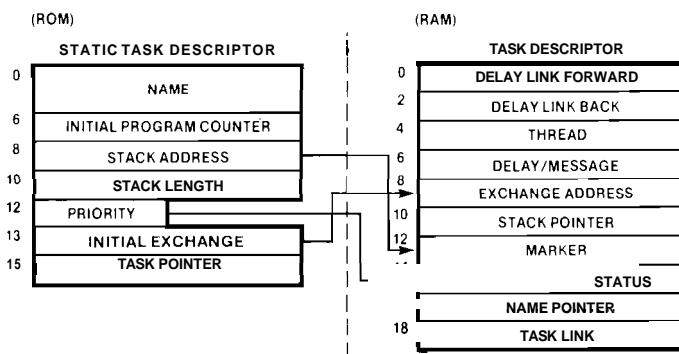 (ROM)
STATIC TASK DESCRIPTOR
0
NAME
6
INITIAL PROGRAM COUNTER
8
STACK ADDRESS
10
STACK LENGTH
12
PRIORITY
13
INITIAL EXCHANGE
15
TASK POINTER
(RAM)
TASK DESCRIPTOR
0
DELAY LINK FORWARD
2
DELAY LINK BACK
4
THREAD
6
DELAY/MESSAGE
8
EXCHANGE ADDRESS
10
STACK POINTER
12
MARKER
STATUS
NAME POINTER
18
TASK LINK